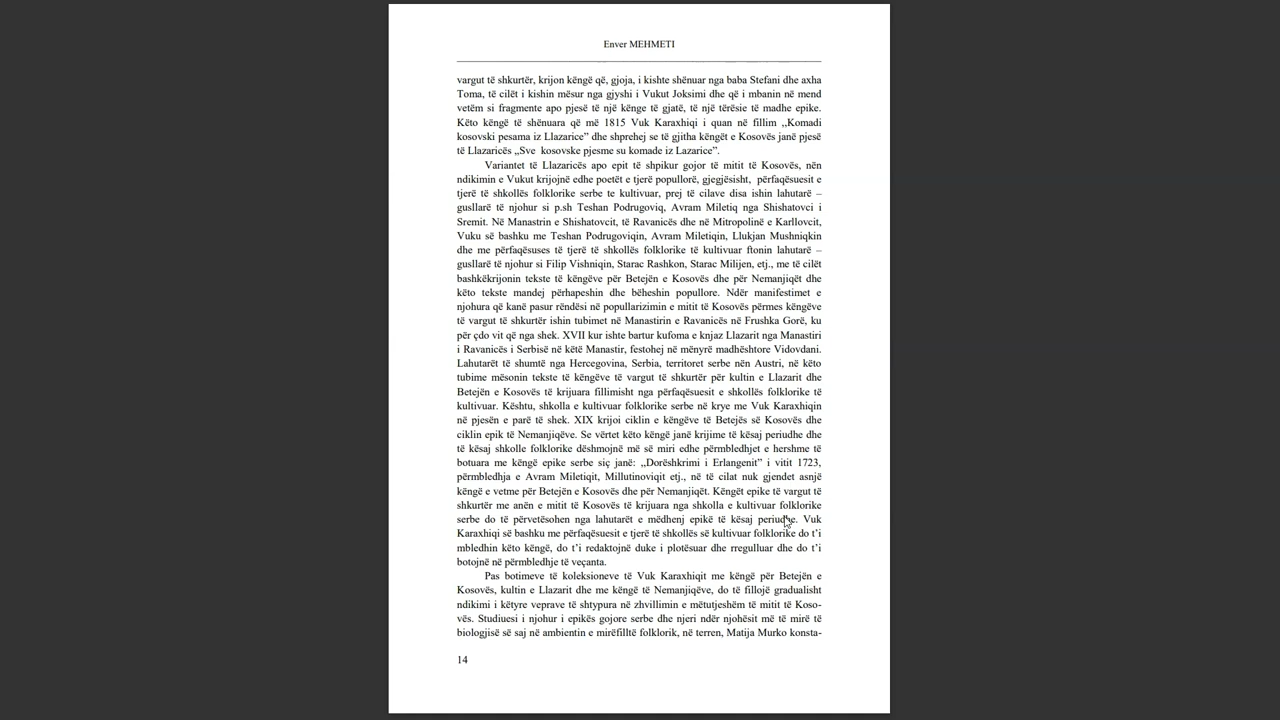 Enver MEHMETI
vargut të shkurtër, krijon këngë që, gjoja, i kishte shënuar nga baba Stefani dhe axha
Toma, të cilët i kishin mësur nga gjyshi i Vukut Joksimi dhe që i mbanin në mend
vetëm si fragmente apo pjesë të një kënge të gjatë, të një tërësie të madhe epike.
Këto këngë të shënuara që më 1815 Vuk Karaxhiqi i quan në fillim „Komadi
kosovski pesama iz Llazarice” dhe shprehej se të gjitha këngët e Kosovës janë pjesë
të Llazaricës „Sve kosovske pjesme su komade iz Lazarice”.
Variantet të Llazaricës apo epit të shpikur gojor të mitit të Kosovës, nën
ndikimin e Vukut krijojnë edhe poetët e tjerë popullorë, gjegjësisht, përfaqësuesit e
tjerë të shkollës folklorike serbe te kultivuar, prej të cilave disa ishin lahutarë –
gusllarë të njohur si p.sh Teshan Podrugoviq, Avram Miletiq nga Shishatovci i
Sremit. Në Manastrin e Shishatovcit, të Ravanicës dhe në Mitropolinë e Karllovcit,
Vuku së bashku me Teshan Podrugoviqin, Avram Miletiqin, Llukjan Mushniqkin
dhe me përfaqësuses të tjerë të shkollës folklorike të kultivuar ftonin lahutarë –
gusllarë të njohur si Filip Vishniqin, Starac Rashkon, Starac Milijen, etj., me të cilët
bashkëkrijonin tekste të këngëve për Betejën e Kosovës dhe për Nemanjiqët dhe
këto tekste mandej përhapeshin dhe bëheshin popullore. Ndër manifestimet e
njohura që kanë pasur rëndësi në popullarizimin e mitit të Kosovës përmes këngëve
të vargut të shkurtër ishin tubimet në Manastirin e Ravanicës në Frushka Gorë, ku
për çdo vit që nga shek. XVII kur ishte bartur kufoma e knjaz Llazarit nga Manastiri
i Ravanicës i Serbisë në këtë Manastir, festohej në mënyrë madhështore Vidovdani.
Lahutarët të shumtë nga Hercegovina, Serbia, territoret serbe nën Austri, në këto
tubime mësonin tekste të këngëve të vargut të shkurtër për kultin e Llazarit dhe
Betejën e Kosovës të krijuara fillimisht nga përfaqësuesit e shkollës folklorike të
kultivuar. Kështu, shkolla e kultivuar folklorike serbe në krye me Vuk Karaxhiqin
në pjesën e parë të shek. XIX krijoi ciklin e këngëve të Betejës së Kosovës dhe
ciklin epik të Nemanjiqëve. Se vërtet këto këngë janë krijime të kësaj periudhe dhe
të kësaj shkolle folklorike dëshmojnë më së miri edhe përmbledhjet e hershme të
botuara me këngë epike serbe siç janë: „Dorëshkrimi i Erlangenit” i vitit 1723,
përmbledhja e Avram Miletiqit, Millutinoviqit etj., në të cilat nuk gjendet asnjë
këngë e vetme për Betejën e Kosovës dhe për Nemanjiqët. Këngët epike të vargut të
shkurtër me anën e mitit të Kosovës të krijuara nga shkolla e kultivuar folklorike
serbe do të përvetësohen nga lahutarët e mëdhenj epikë të kësaj periudhe. Vuk
Karaxhiqi së bashku me përfaqësuesit e tjerë të shkollës së kultivuar folklorike do t’i
mbledhin këto këngë, do t’i redaktojnë duke i plotësuar dhe rregulluar dhe do t’i
botojnë në përmbledhje të veçanta.
Pas botimeve të koleksioneve të Vuk Karaxhiqit me këngë për Betejën e
Kosovës, kultin e Llazarit dhe me këngë të Nemanjiqëve, do të fillojë gradualisht
ndikimi i këtyre veprave të shtypura në zhvillimin e mëtutjeshëm të mitit të Koso-
vës. Studiuesi i njohur i epikës gojore serbe dhe njeri ndër njohësit më të mirë të
biologjisë së saj në ambientin e mirëfilltë folklorik, në terren, Matija Murko konsta-
14